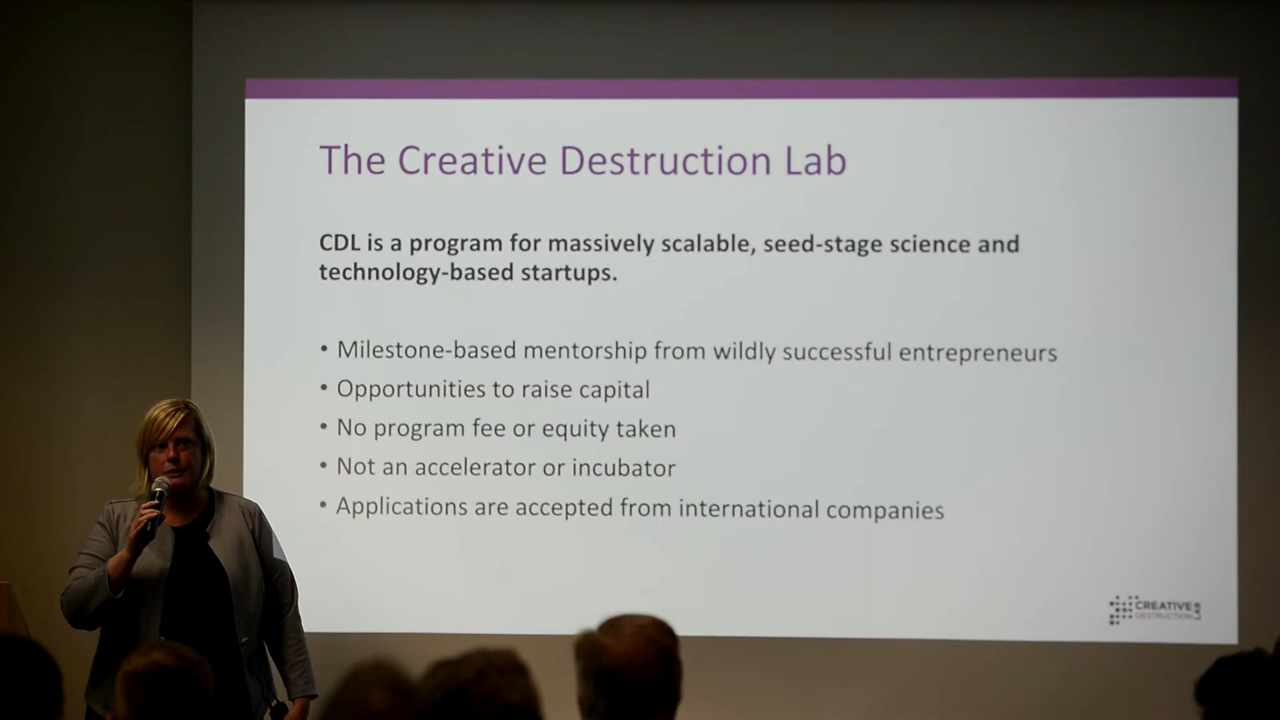 The Creative Destruction Lab
CDL is a program for massively scalable, seed-stage science and
technology-based startups.
• Milestone-based mentorship from wildly successful entrepreneurs
• Opportunities to raise capital
• No program fee or equity taken
• Not an accelerator or incubator
• Applications are accepted from international companies
CREATIVE
DESTRUCTION